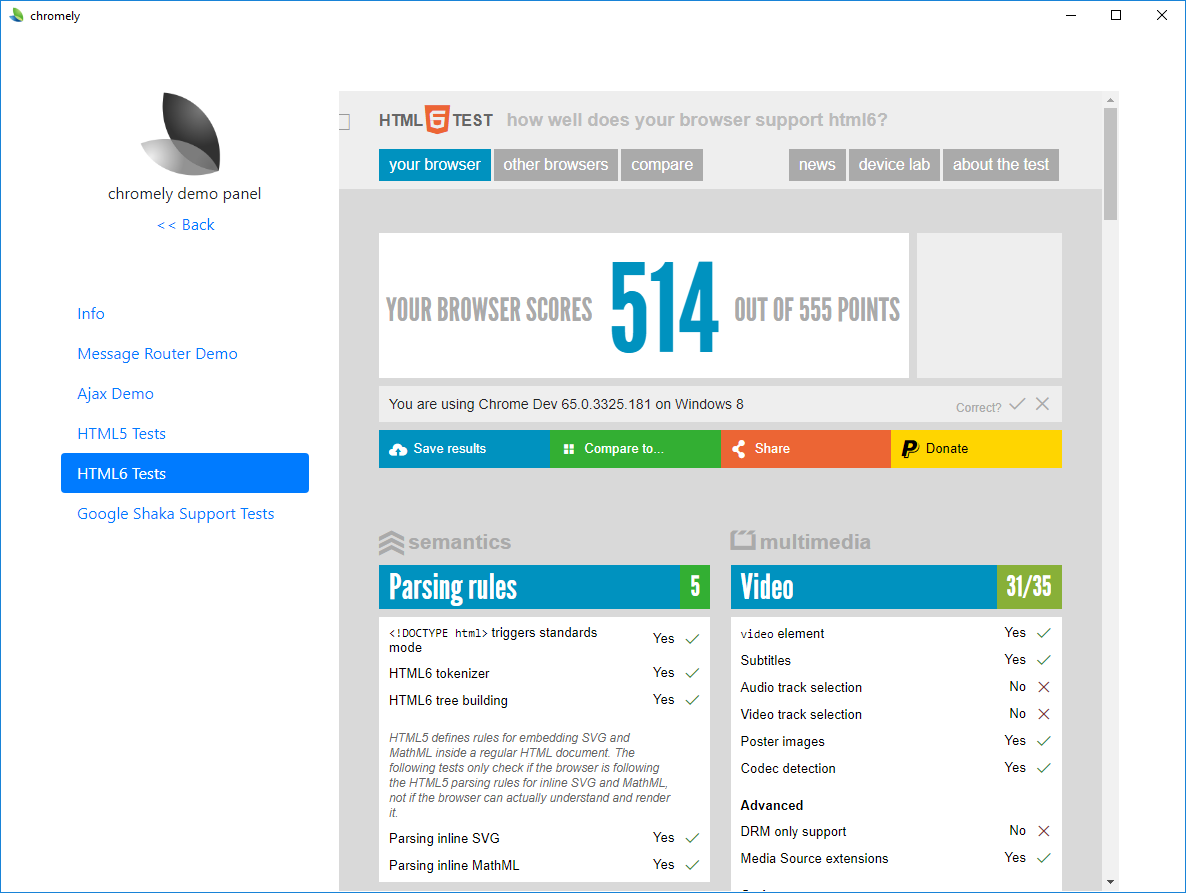 chromely
chromely demo panel
<< Back
Info
Message Router Demo
Ajax Demo
HTML5 Tests
HTML6 Tests
Google Shaka Support Tests
HTML 6 TEST how well does your browser support html6?
your browser other browsers compare news device lab about the test
YOUR BROWSER SCORES 514 OUT OF 555 POINTS
You are using Chrome Dev 65.0.3325.181 on Windows 8 Correct?
Save results Compare to... Share Donate
semantics
Parsing rules 5
<!DOCTYPE html> triggers standards
mode Yes
HTML6 tokenizer Yes
HTML6 tree building Yes
HTML5 defines rules for embedding SVG and
MathML inside a regular HTML document. The
following tests only check if the browser is following
the HTML5 parsing rules for inline SVG and MathML,
not if the browser can actually understand and render
it.
Parsing inline SVG Yes
Parsing inline MathML Yes
multimedia
Video 31/35
video element Yes
Subtitles Yes
Audio track selection No
Video track selection No
Poster images Yes
Codec detection Yes
Advanced
DRM only support No
Media Source extensions Yes